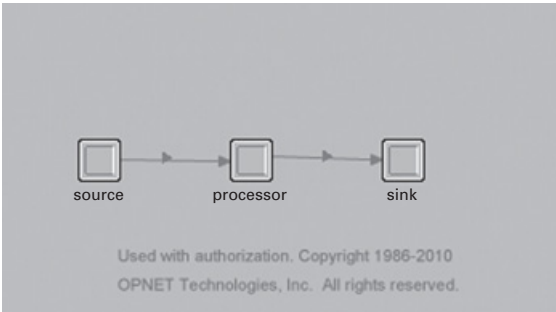 source processor sink
Used with authorization. Copyright 1986-2010
OPNET Technologies, Inc. All rights reserved.